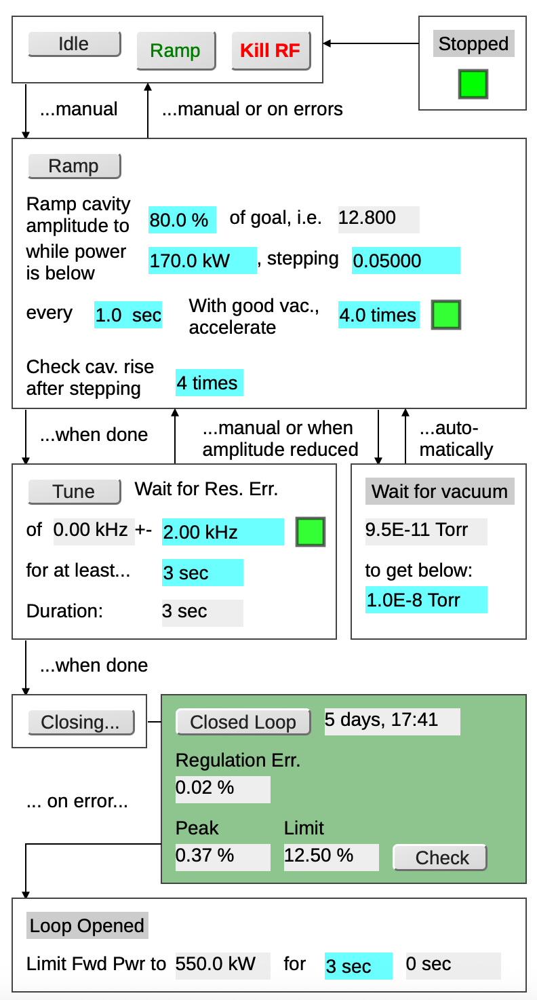 Idle Ramp Kill RF Stopped
...manual ...manual or on errors
Ramp
Ramp cavity
amplitude to 80.0 % of goal, i.e. 12.800
while power
is below 170.0 kW , stepping 0.05000
every 1.0 sec With good vac.,
accelerate 4.0 times
Check cav. rise
after stepping 4 times
...when done
...manual or when
amplitude reduced
...auto-
matically
Tune Wait for Res. Err.
of 0.00 kHz +- 2.00 kHz
for at least... 3 sec
Duration: 3 sec
Wait for vacuum
9.5E-11 Torr
to get below:
1.0E-8 Torr
...when done
Closing... Closed Loop 5 days, 17:41
Regulation Err.
0.02 %
... on error...
Peak Limit
0.37 % 12.50 % Check
Loop Opened
Limit Fwd Pwr to 550.0 kW for 3 sec 0 sec